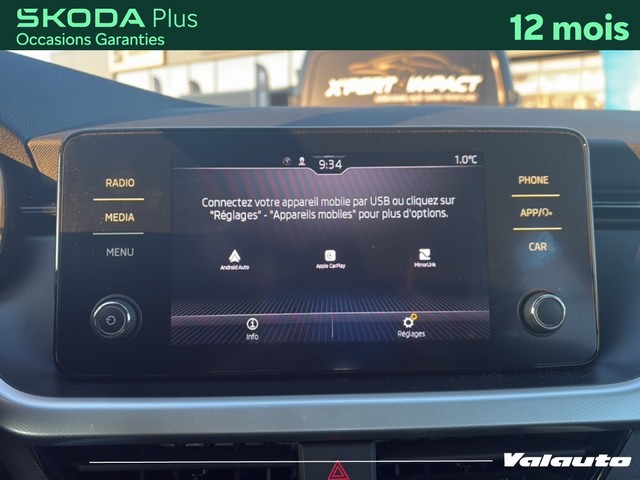 ŠKODA Plus
Occasions Garanties
12 mois
X'PERT IMPACT
9:34
1.0°C
RADIO
MEDIA
MENU
PHONE
APP/
CAR
Connectez votre appareil mobile par USB ou cliquez sur
"Réglages" - "Appareils mobiles" pour plus d'options.
Android Auto
Apple CarPlay
MirrorLink
Info
Réglages
Valauto